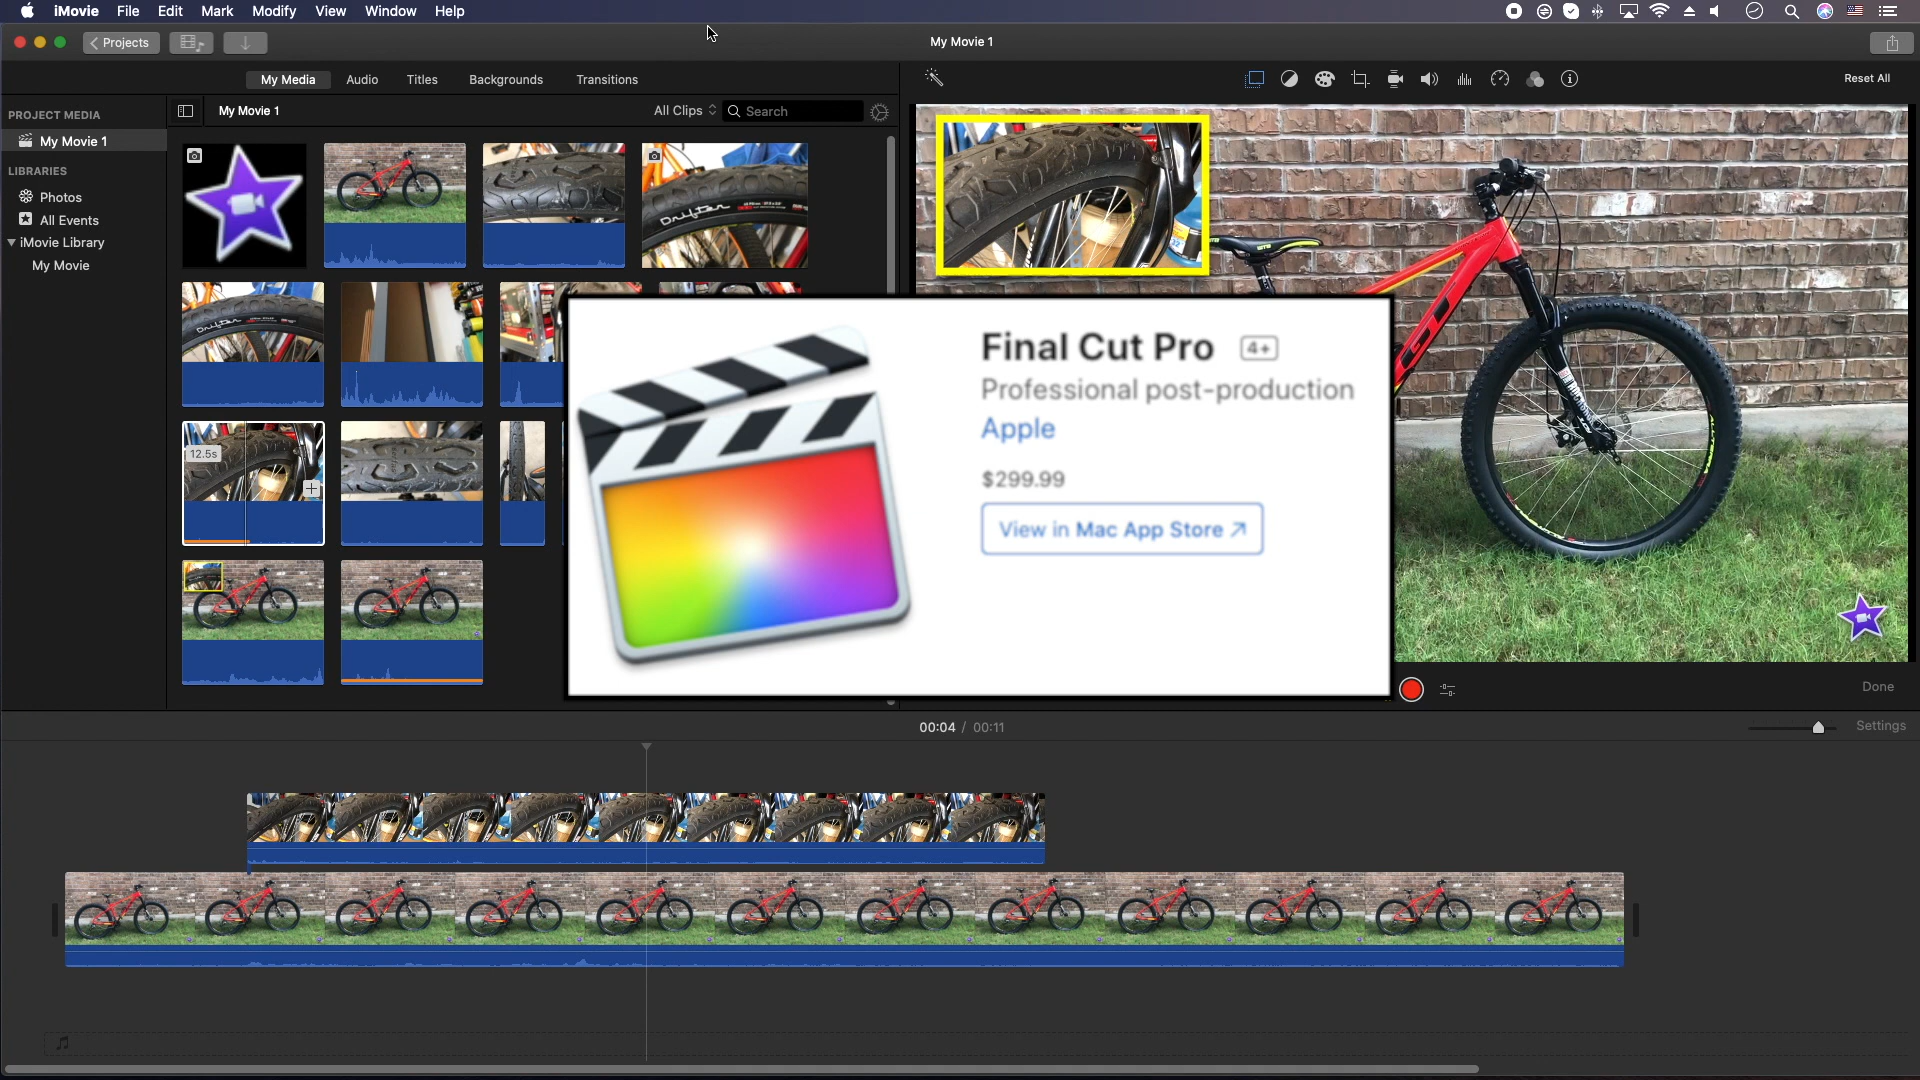 iMovie File Edit Mark Modify View Window Help
Projects
My Movie 1
My Media Audio Titles Backgrounds Transitions
Reset All
PROJECT MEDIA
My Movie 1
LIBRARIES
Photos
All Events
iMovie Library
My Movie
My Movie 1
All Clips
Search
Drifter
Drifter
12.5s
Final Cut Pro 4+
Professional post-production
Apple
$299.99
View in Mac App Store ↗
Done
00:04 / 00:11
Settings